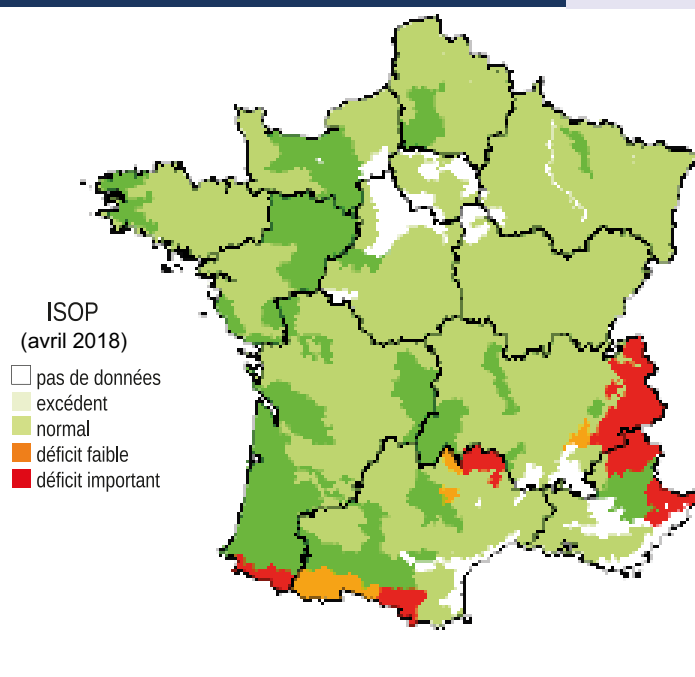 ISOP
(avril 2018)
pas de données
excédent
normal
déficit faible
déficit important